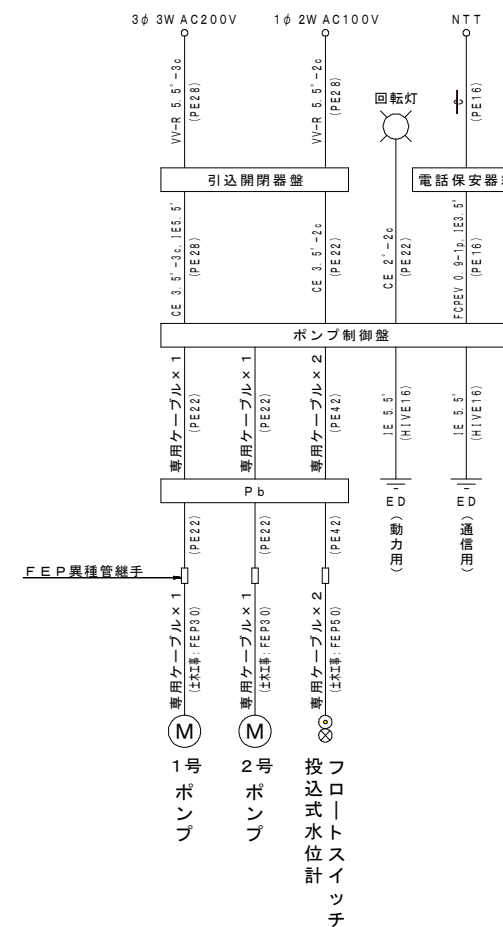 3φ 3W AC200V
1φ 2W AC100V
NTT
VV-R 5.5°-3c
(PE28)
VV-R 5.5°-2c
(PE28)
回転灯
C
(PE16)
引込開閉器盤
電話保安器
CE 3.5°-3c, IE5.5°
(PE28)
CE 3.5°-2c
(PE22)
CE 2°-2c
(PE22)
FCPEV 0.9-1p, IE3.5°
(PE16)
ポンプ制御盤
専用ケーブル×1
(PE22)
専用ケーブル×1
(PE22)
専用ケーブル×2
(PE42)
IE 5.5°
(HIVE16)
IE 5.5°
(HIVE16)
Pb
ED
(動力用)
ED
(通信用)
(PE22)
(PE22)
(PE42)
FEP異種管継手
専用ケーブル×1
(土木工事:FEP30)
専用ケーブル×1
(土木工事:FEP30)
専用ケーブル×2
(土木工事:FEP50)
M
M
1号ポンプ
2号ポンプ
フロートスイッチ
投込式水位計